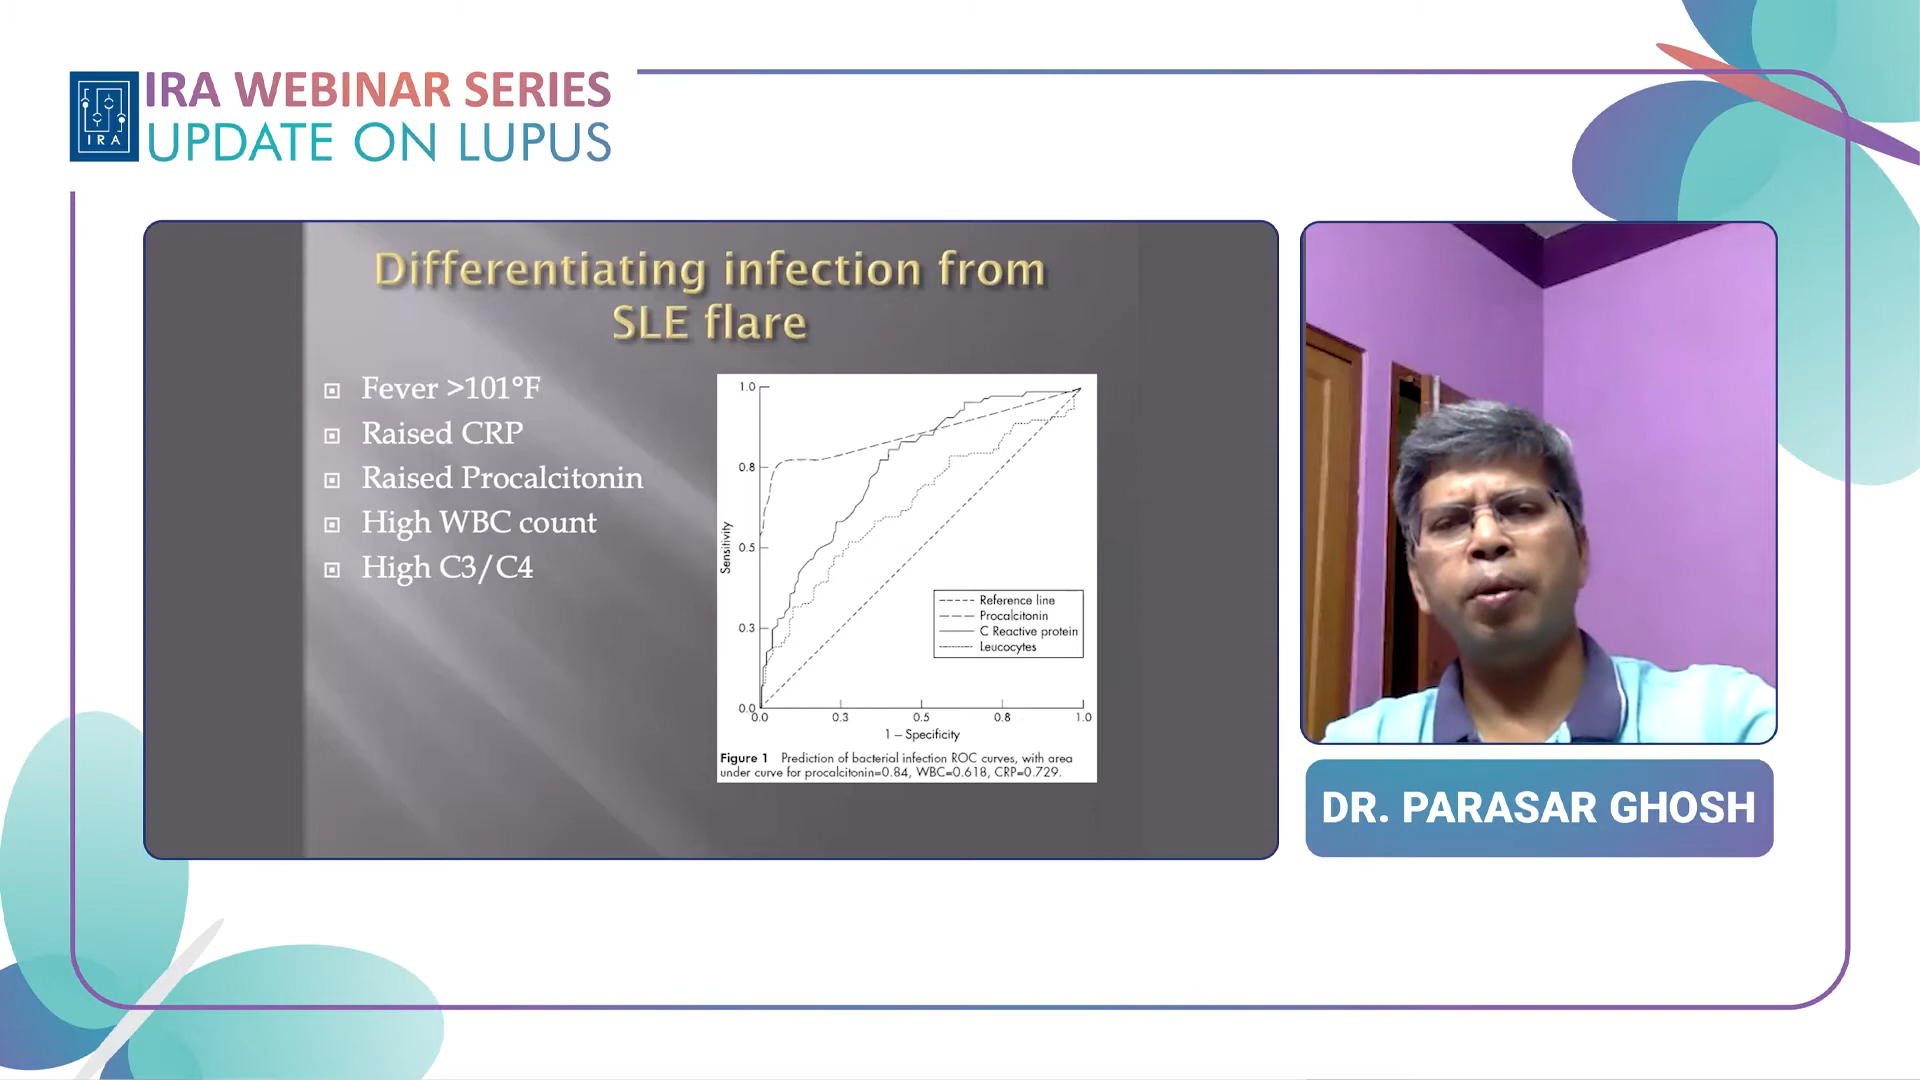 IRA
IRA WEBINAR SERIES
UPDATE ON LUPUS
Differentiating infection from
SLE flare
Fever >101°F
Raised CRP
Raised Procalcitonin
High WBC count
High C3/C4
1.0
0.8
0.5
0.3
0.0
Sensitivity
0.0 0.3 0.5 0.8 1.0
1 – Specificity
Reference line
Procalcitonin
C Reactive protein
Leucocytes
Figure 1 Prediction of bacterial infection ROC curves, with area
under curve for procalcitonin=0.84, WBC=0.618, CRP=0.729.
DR. PARASAR GHOSH